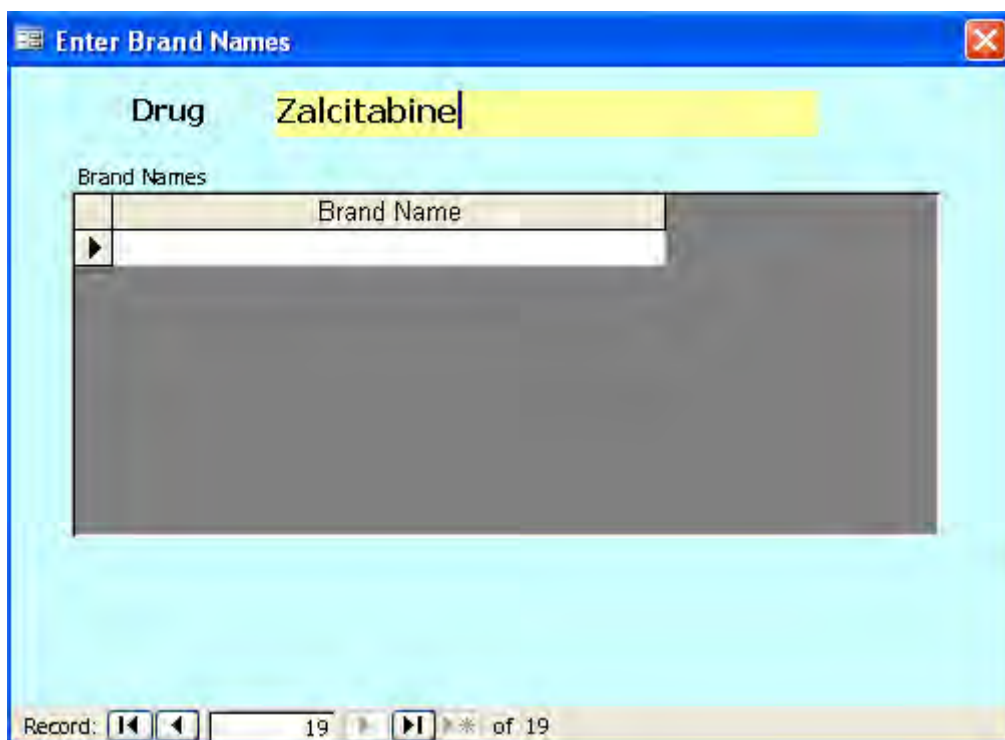 Enter Brand Names
Drug Zalcitabine
Brand Names
Brand Name
Record: 19 of 19